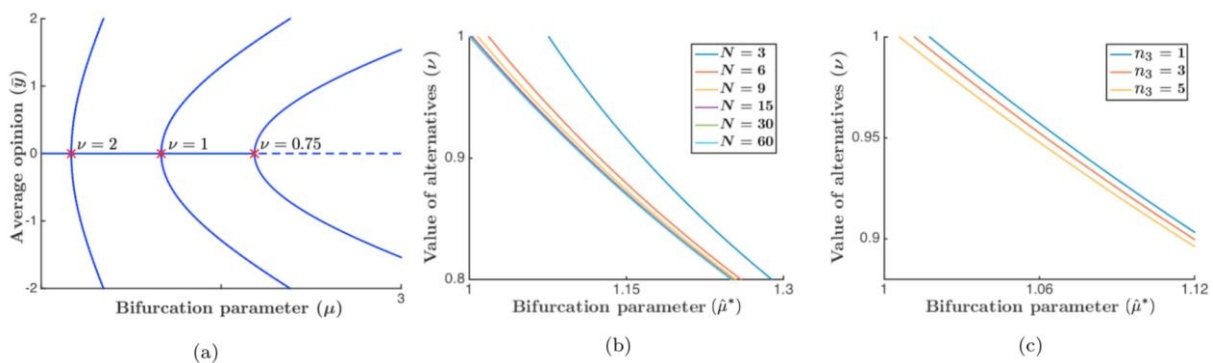 2
1
0
-1
-2
Average opinion (ȳ)
ν = 2
ν = 1
ν = 0.75
Bifurcation parameter (μ)
3
(a)
1
0.9
0.8
Value of alternatives (ν)
N = 3
N = 6
N = 9
N = 15
N = 30
N = 60
1
1.15
1.3
Bifurcation parameter (μ̂*)
(b)
1
0.95
0.9
Value of alternatives (ν)
n₃ = 1
n₃ = 3
n₃ = 5
1
1.06
1.12
Bifurcation parameter (μ̂*)
(c)